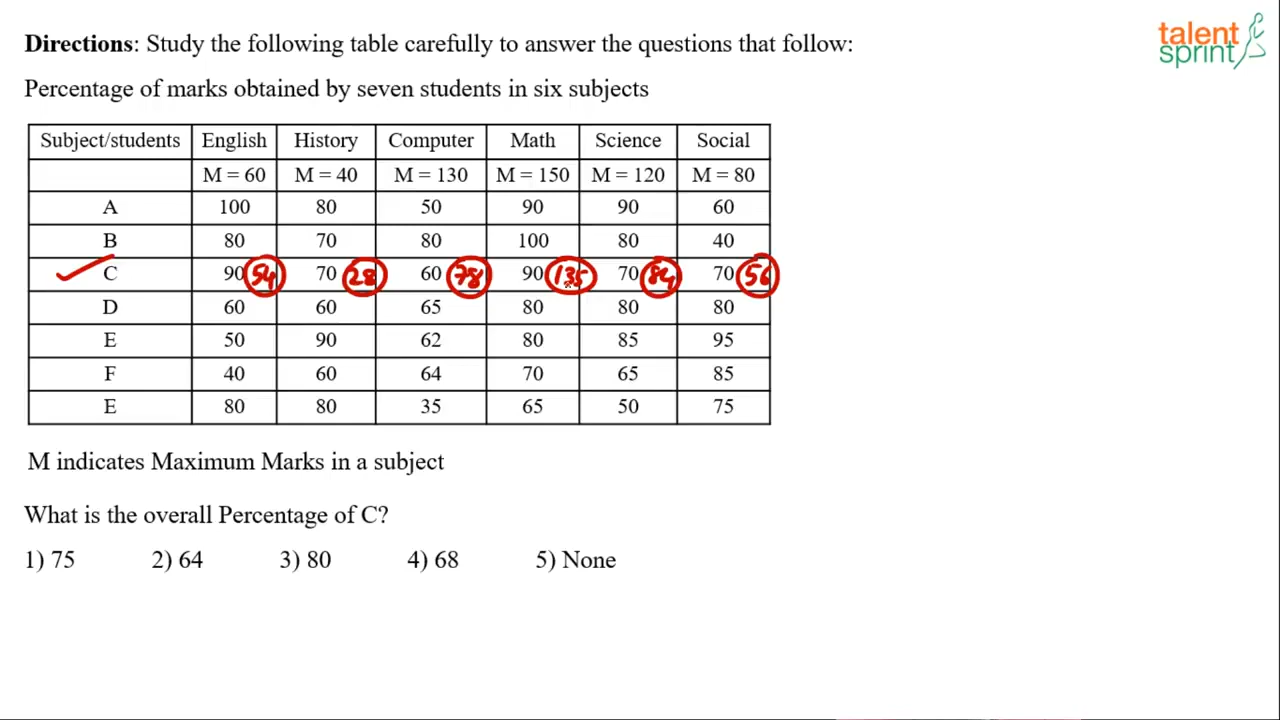 talent
sprint
Directions: Study the following table carefully to answer the questions that follow:
Percentage of marks obtained by seven students in six subjects
Subject/students English History Computer Math Science Social
M = 60 M = 40 M = 130 M = 150 M = 120 M = 80
A 100 80 50 90 90 60
B 80 70 80 100 80 40
C 90 54 70 28 60 78 90 135 70 84 70 56
D 60 60 65 80 80 80
E 50 90 62 80 85 95
F 40 60 64 70 65 85
E 80 80 35 65 50 75
M indicates Maximum Marks in a subject
What is the overall Percentage of C?
1) 75 2) 64 3) 80 4) 68 5) None